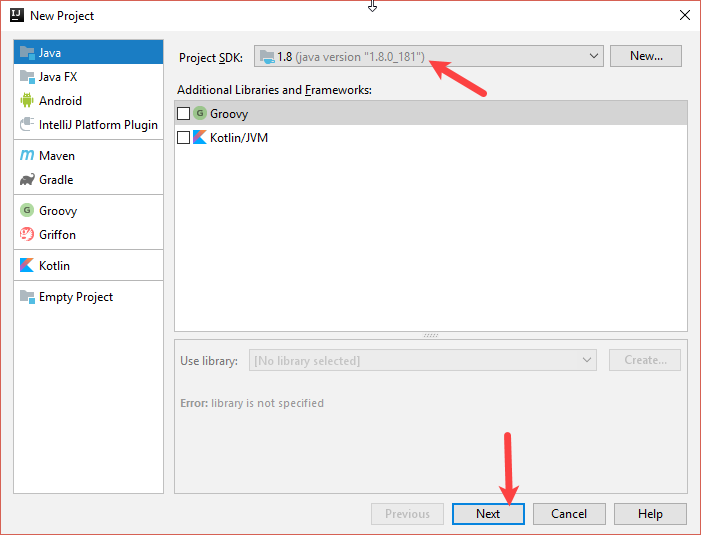 New Project
Java
Java FX
Android
IntelliJ Platform Plugin
Maven
Gradle
Groovy
Griffon
Kotlin
Empty Project
Project SDK: 1.8 (java version "1.8.0_181") New...
Additional Libraries and Frameworks:
Groovy
Kotlin/JVM
Use library: [No library selected] Create...
Error: library is not specified
Previous Next Cancel Help